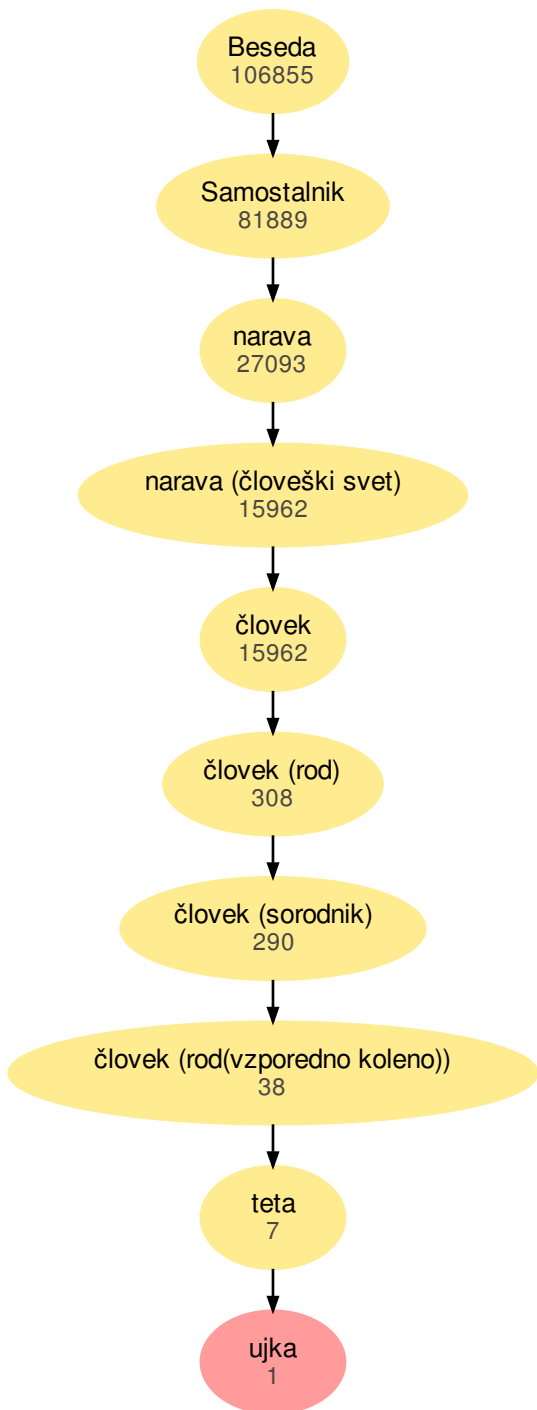 Beseda
106855
Samostalnik
81889
narava
27093
narava (človeški svet)
15962
človek
15962
človek (rod)
308
človek (sorodnik)
290
človek (rod(vzporedno koleno))
38
teta
7
ujka
1